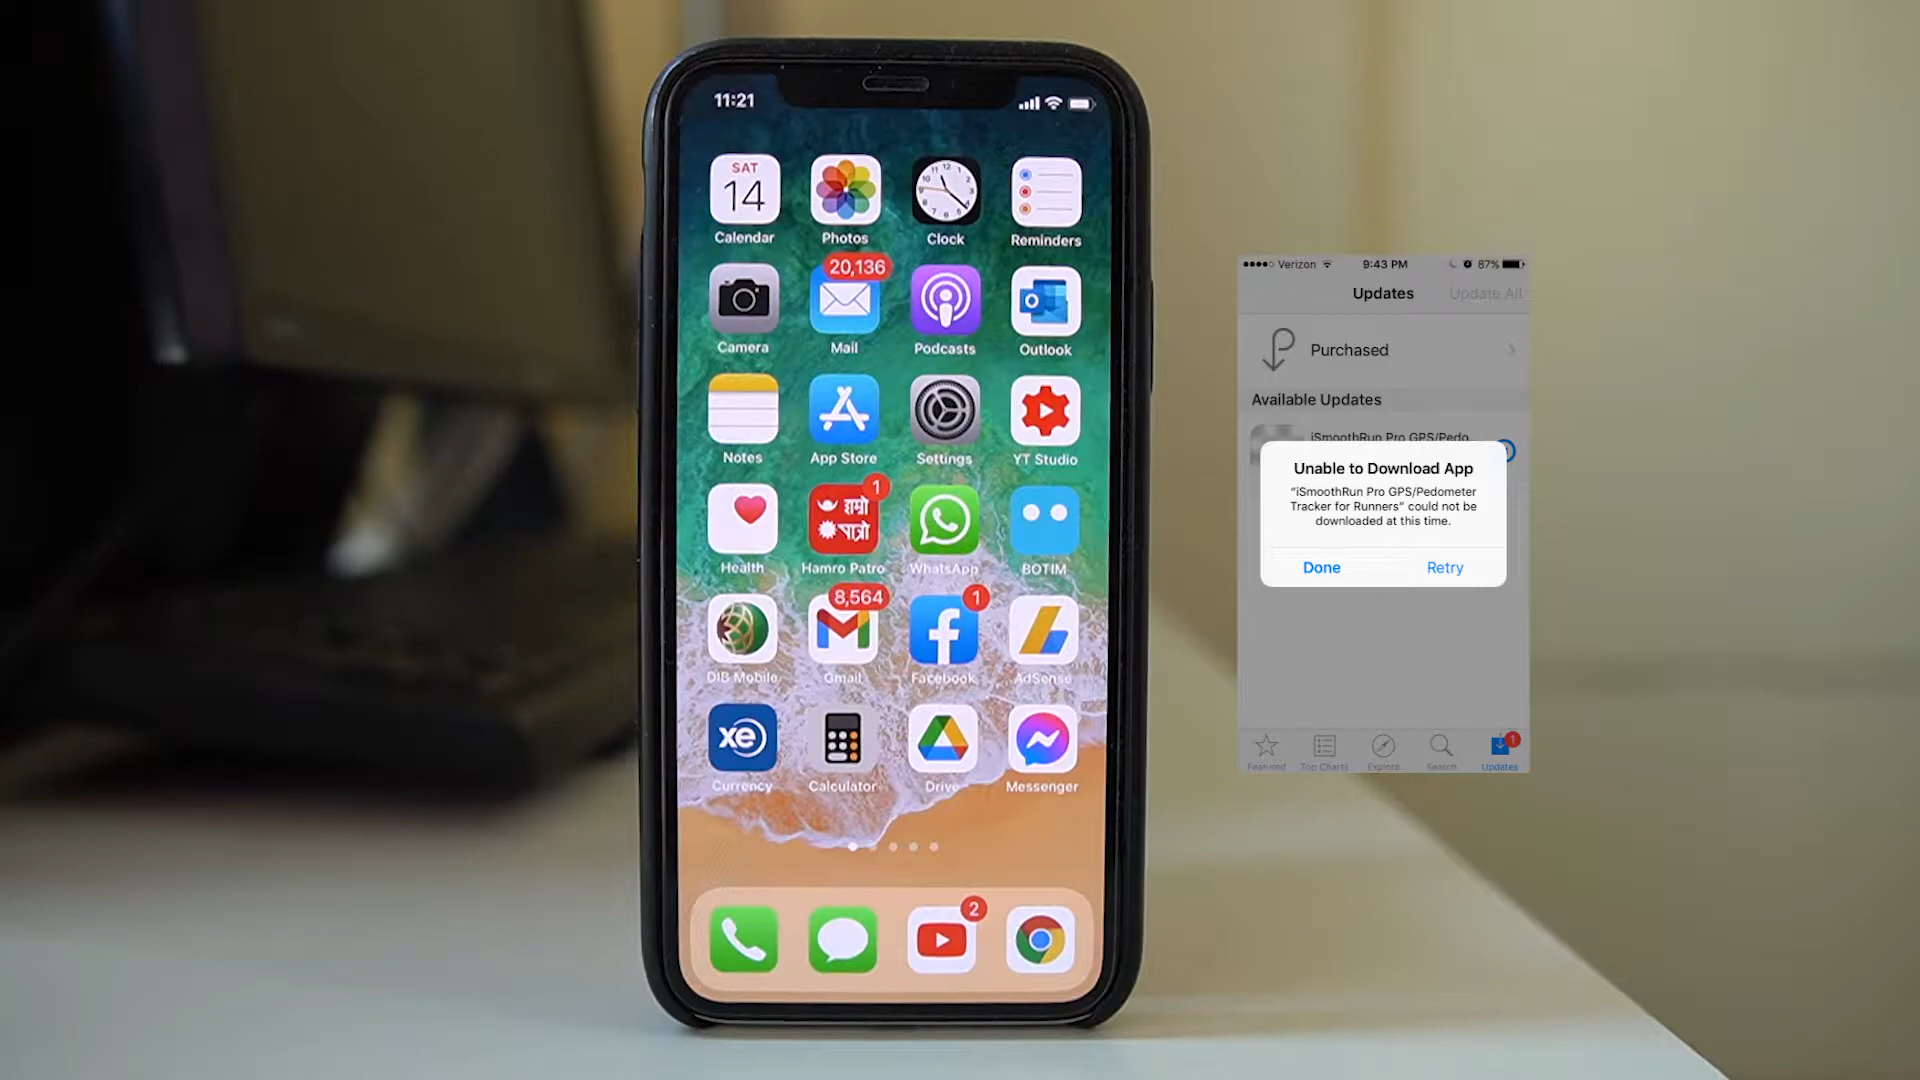 11:21
SAT
14
Calendar
Photos
Clock
Reminders
20,136
Camera
Mail
Podcasts
Outlook
Notes
App Store
Settings
YT Studio
1
हाम्रो
पात्रो
Health
Hamro Patro
WhatsApp
BOTIM
8,564
1
DIB Mobile
Gmail
Facebook
AdSense
xe
Currency
Calculator
Drive
Messenger
2
Verizon
9:43 PM
87%
Updates
Update All
Purchased
Available Updates
iSmoothRun Pro GPS/Pedo...
Unable to Download App
“iSmoothRun Pro GPS/Pedometer
Tracker for Runners” could not be
downloaded at this time.
Done
Retry
1
Featured
Top Charts
Explore
Search
Updates